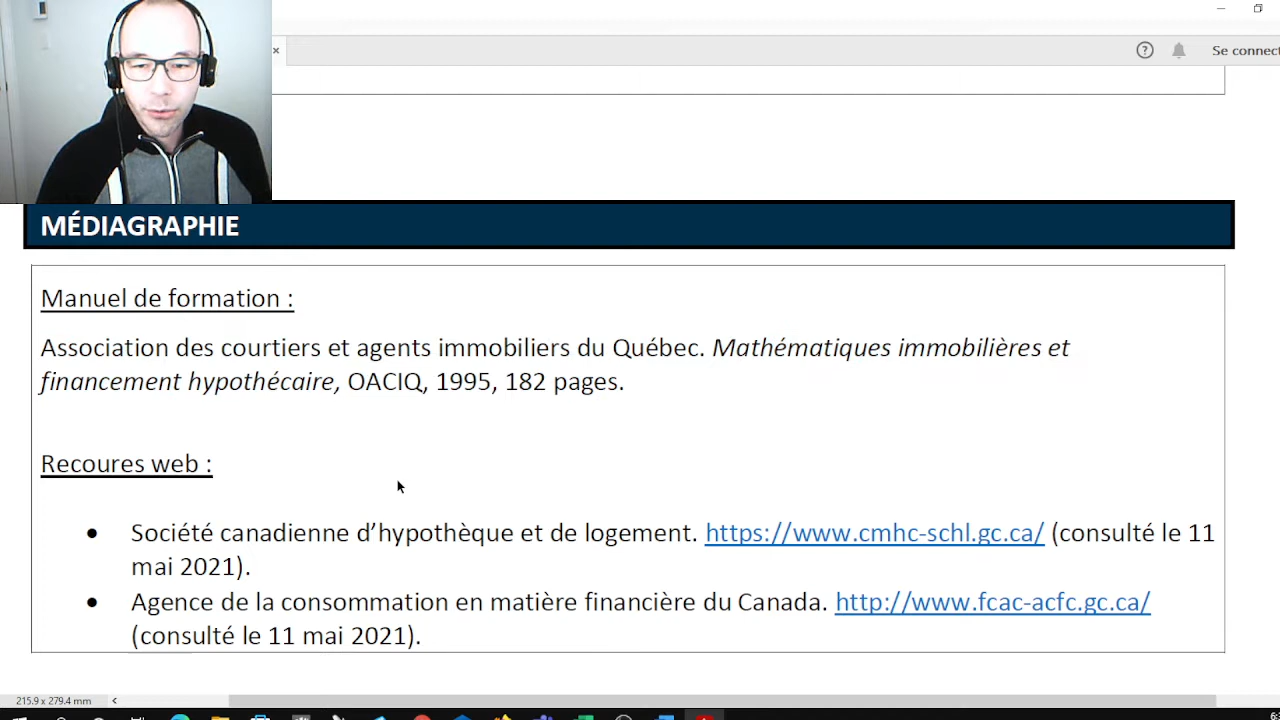 Se connect
MÉDIAGRAPHIE
Manuel de formation :
Association des courtiers et agents immobiliers du Québec. Mathématiques immobilières et
financement hypothécaire, OACIQ, 1995, 182 pages.
Recoures web :
• Société canadienne d’hypothèque et de logement. https://www.cmhc-schl.gc.ca/ (consulté le 11
mai 2021).
• Agence de la consommation en matière financière du Canada. http://www.fcac-acfc.gc.ca/
(consulté le 11 mai 2021).
215.9 x 279.4 mm